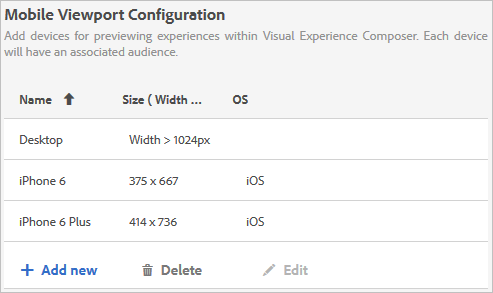 Mobile Viewport Configuration
Add devices for previewing experiences within Visual Experience Composer. Each device
will have an associated audience.
Name Size ( Width ... OS
Desktop Width > 1024px
iPhone 6 375 x 667 iOS
iPhone 6 Plus 414 x 736 iOS
+ Add new Delete Edit